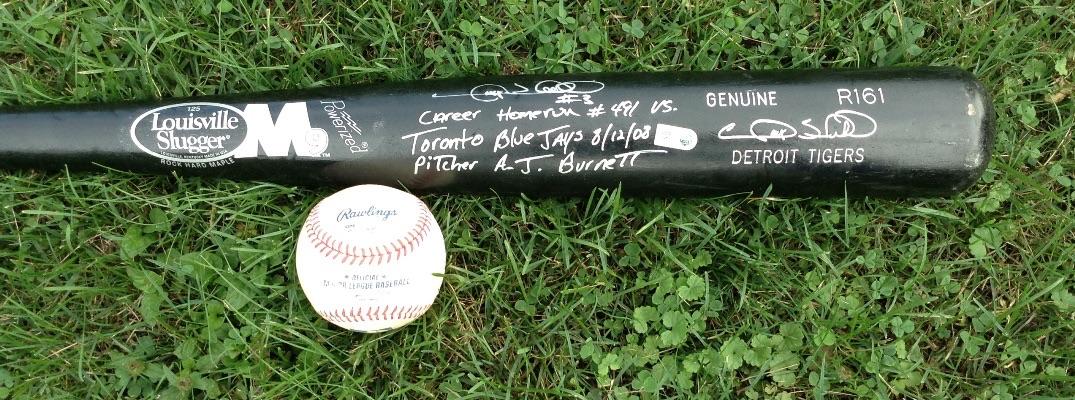 125
Louisville
Slugger®
ROCK HARD MAPLE
M
Powerized®
#3
Career Homerun #491 vs.
Toronto Blue Jays 8/12/08
Pitcher A.J. Burnett
GENUINE R161
DETROIT TIGERS
Rawlings
OFFICIAL
MAJOR LEAGUE BASEBALL